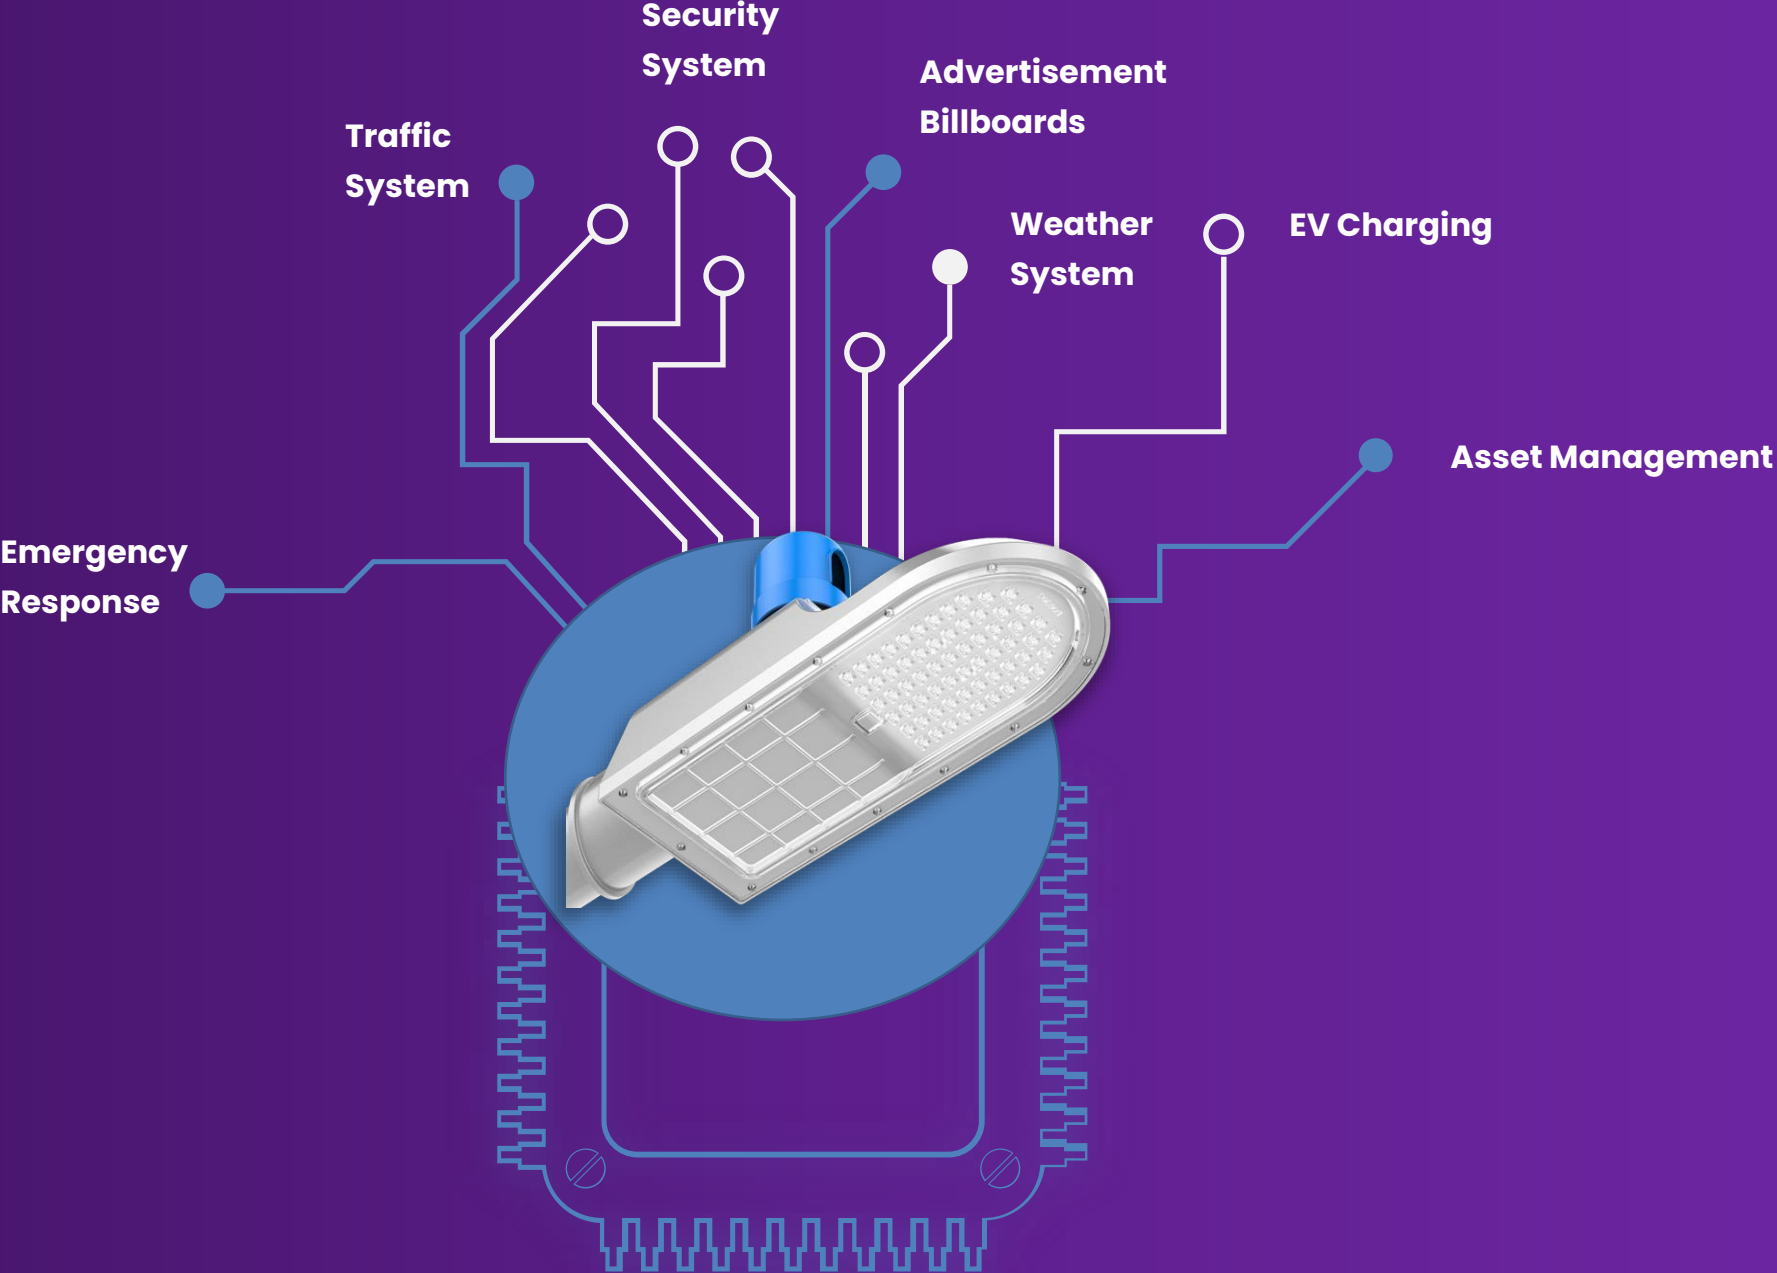 Security
System
Advertisement
Billboards
Traffic
System
Weather
System
EV Charging
Asset Management
Emergency
Response